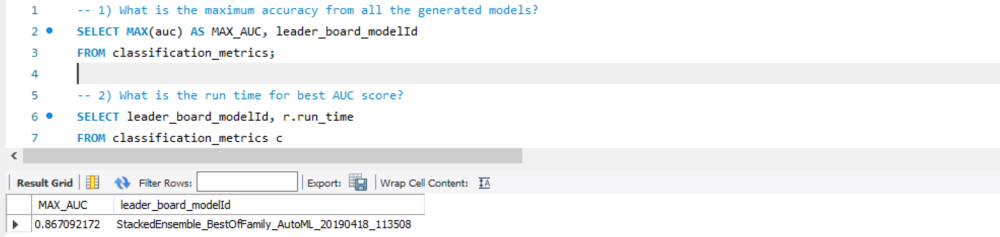 1 -- 1) What is the maximum accuracy from all the generated models?
2 SELECT MAX(auc) AS MAX_AUC, leader_board_modelId
3 FROM classification_metrics;
4
5 -- 2) What is the run time for best AUC score?
6 SELECT leader_board_modelId, r.run_time
7 FROM classification_metrics c
Result Grid Filter Rows: Export: Wrap Cell Content: IA
MAX_AUC leader_board_modelId
0.867092172 StackedEnsemble_BestOfFamily_AutoML_20190418_113508